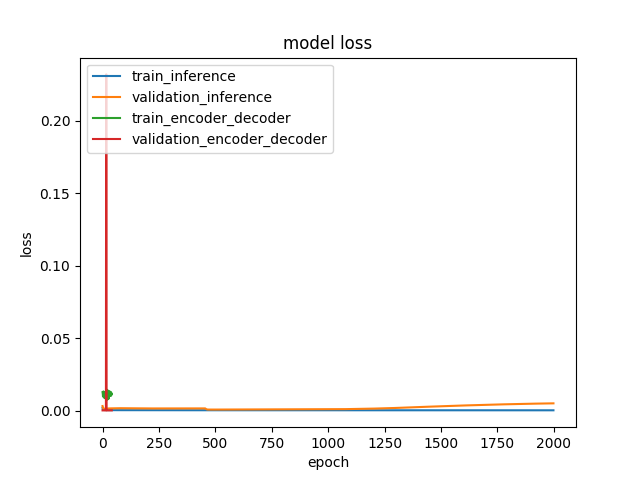 model loss
train_inference
validation_inference
train_encoder_decoder
validation_encoder_decoder
loss
0.20
0.15
0.10
0.05
0.00
0 250 500 750 1000 1250 1500 1750 2000
epoch